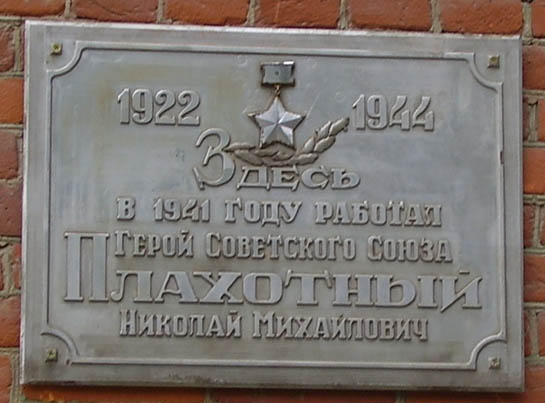 1922 1944
Здесь
в 1941 году работал
Герой Советского Союза
Плахотный
Николай Михайлович